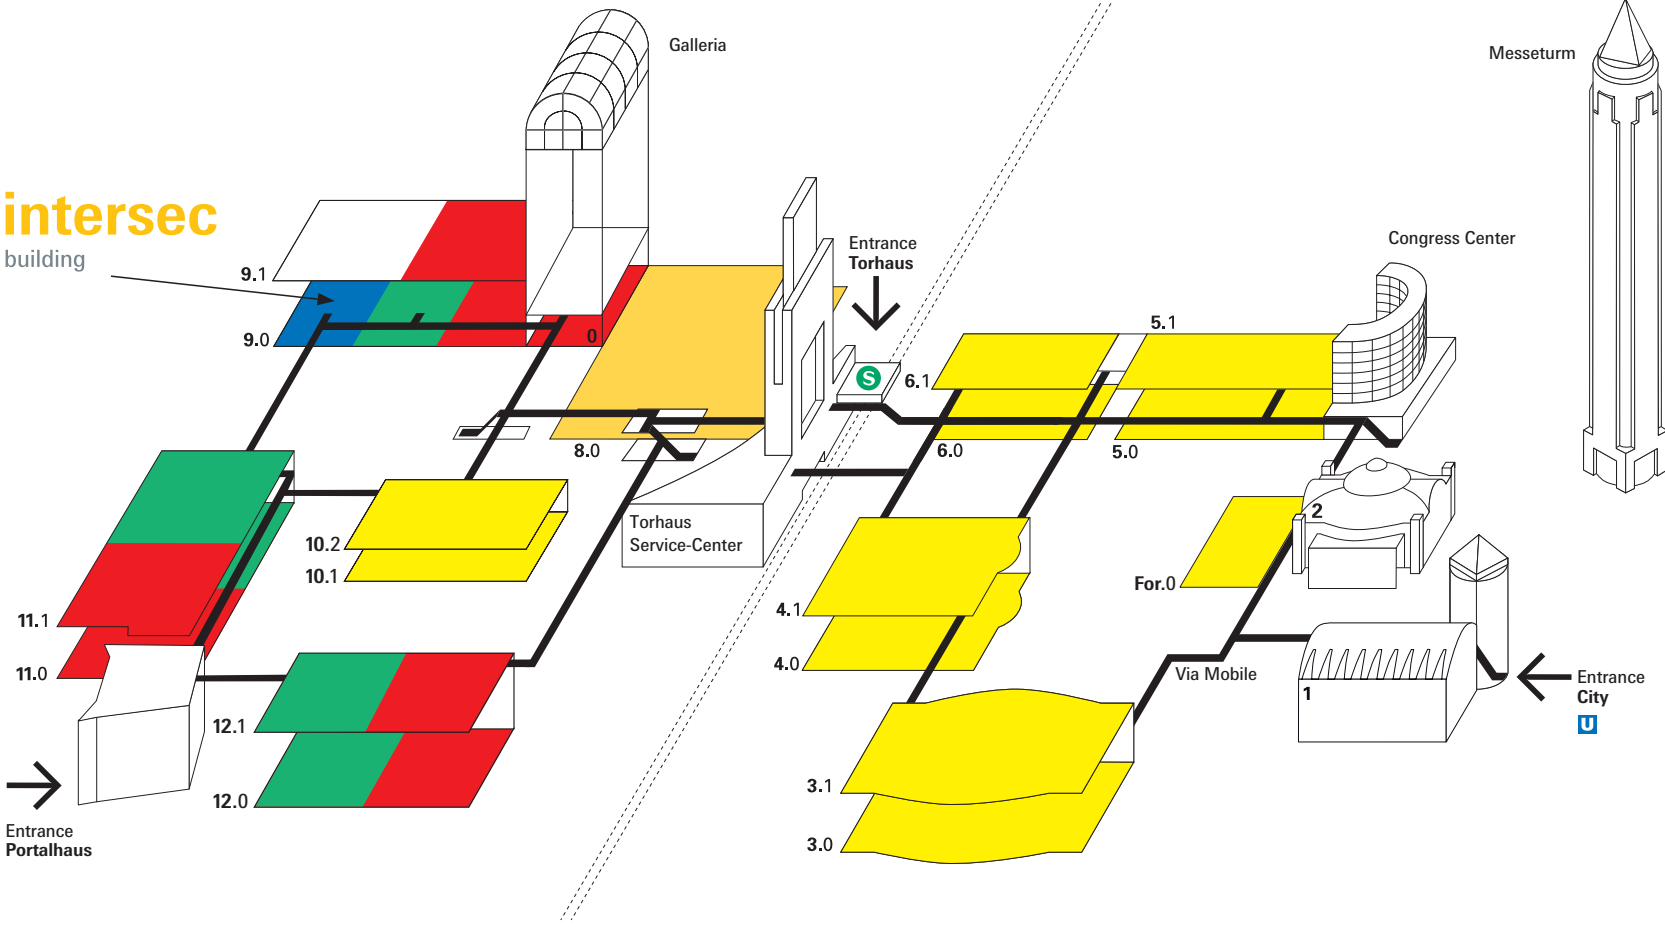 Galleria
Messeturm
intersec
building
Entrance
Torhaus
Congress Center
9.1
9.0
0
S
5.1
6.1
8.0
6.0
5.0
10.2
10.1
Torhaus
Service-Center
2
For.0
11.1
11.0
4.1
4.0
Via Mobile
1
Entrance
City
U
12.1
12.0
3.1
3.0
Entrance
Portalhaus